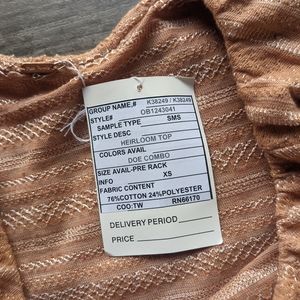 GROUP NAME,# K38249 / K38249
STYLE# OB1243041
SAMPLE TYPE SMS
STYLE DESC
HEIRLOOM TOP
COLORS AVAIL
DOE COMBO
SIZE AVAIL-PRE RACK
INFO XS
FABRIC CONTENT
76%COTTON 24%POLYESTER
COO:TW RN66170
DELIVERY PERIOD
PRICE